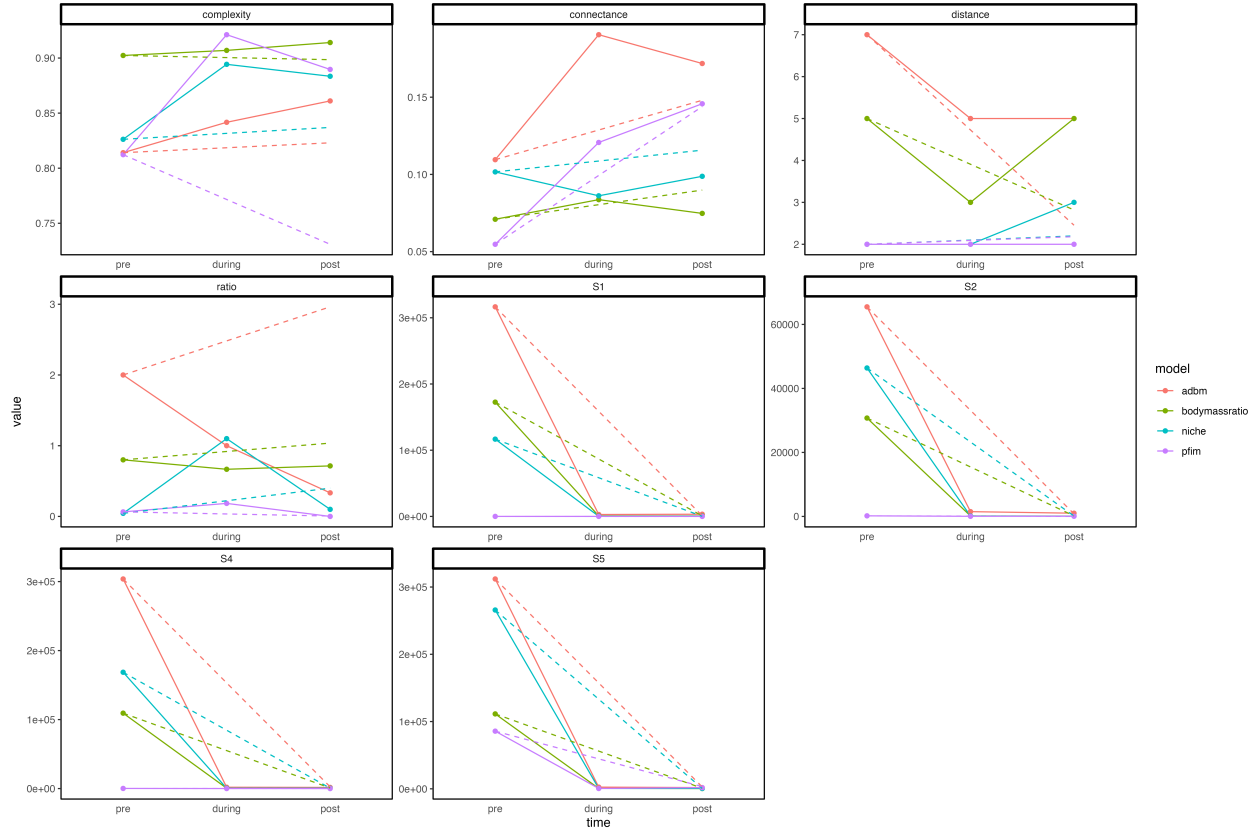 complexity
connectance
distance
0.90
0.85
0.80
0.75
0.15
0.10
0.05
7
6
5
4
3
2
pre during post
pre during post
pre during post
ratio
S1
S2
3
2
1
0
3e+05
2e+05
1e+05
0e+00
60000
40000
20000
0
pre during post
pre during post
pre during post
S4
S5
3e+05
2e+05
1e+05
0e+00
3e+05
2e+05
1e+05
0e+00
pre during post
pre during post
value
time
model
adbm
bodymassratio
niche
pfim